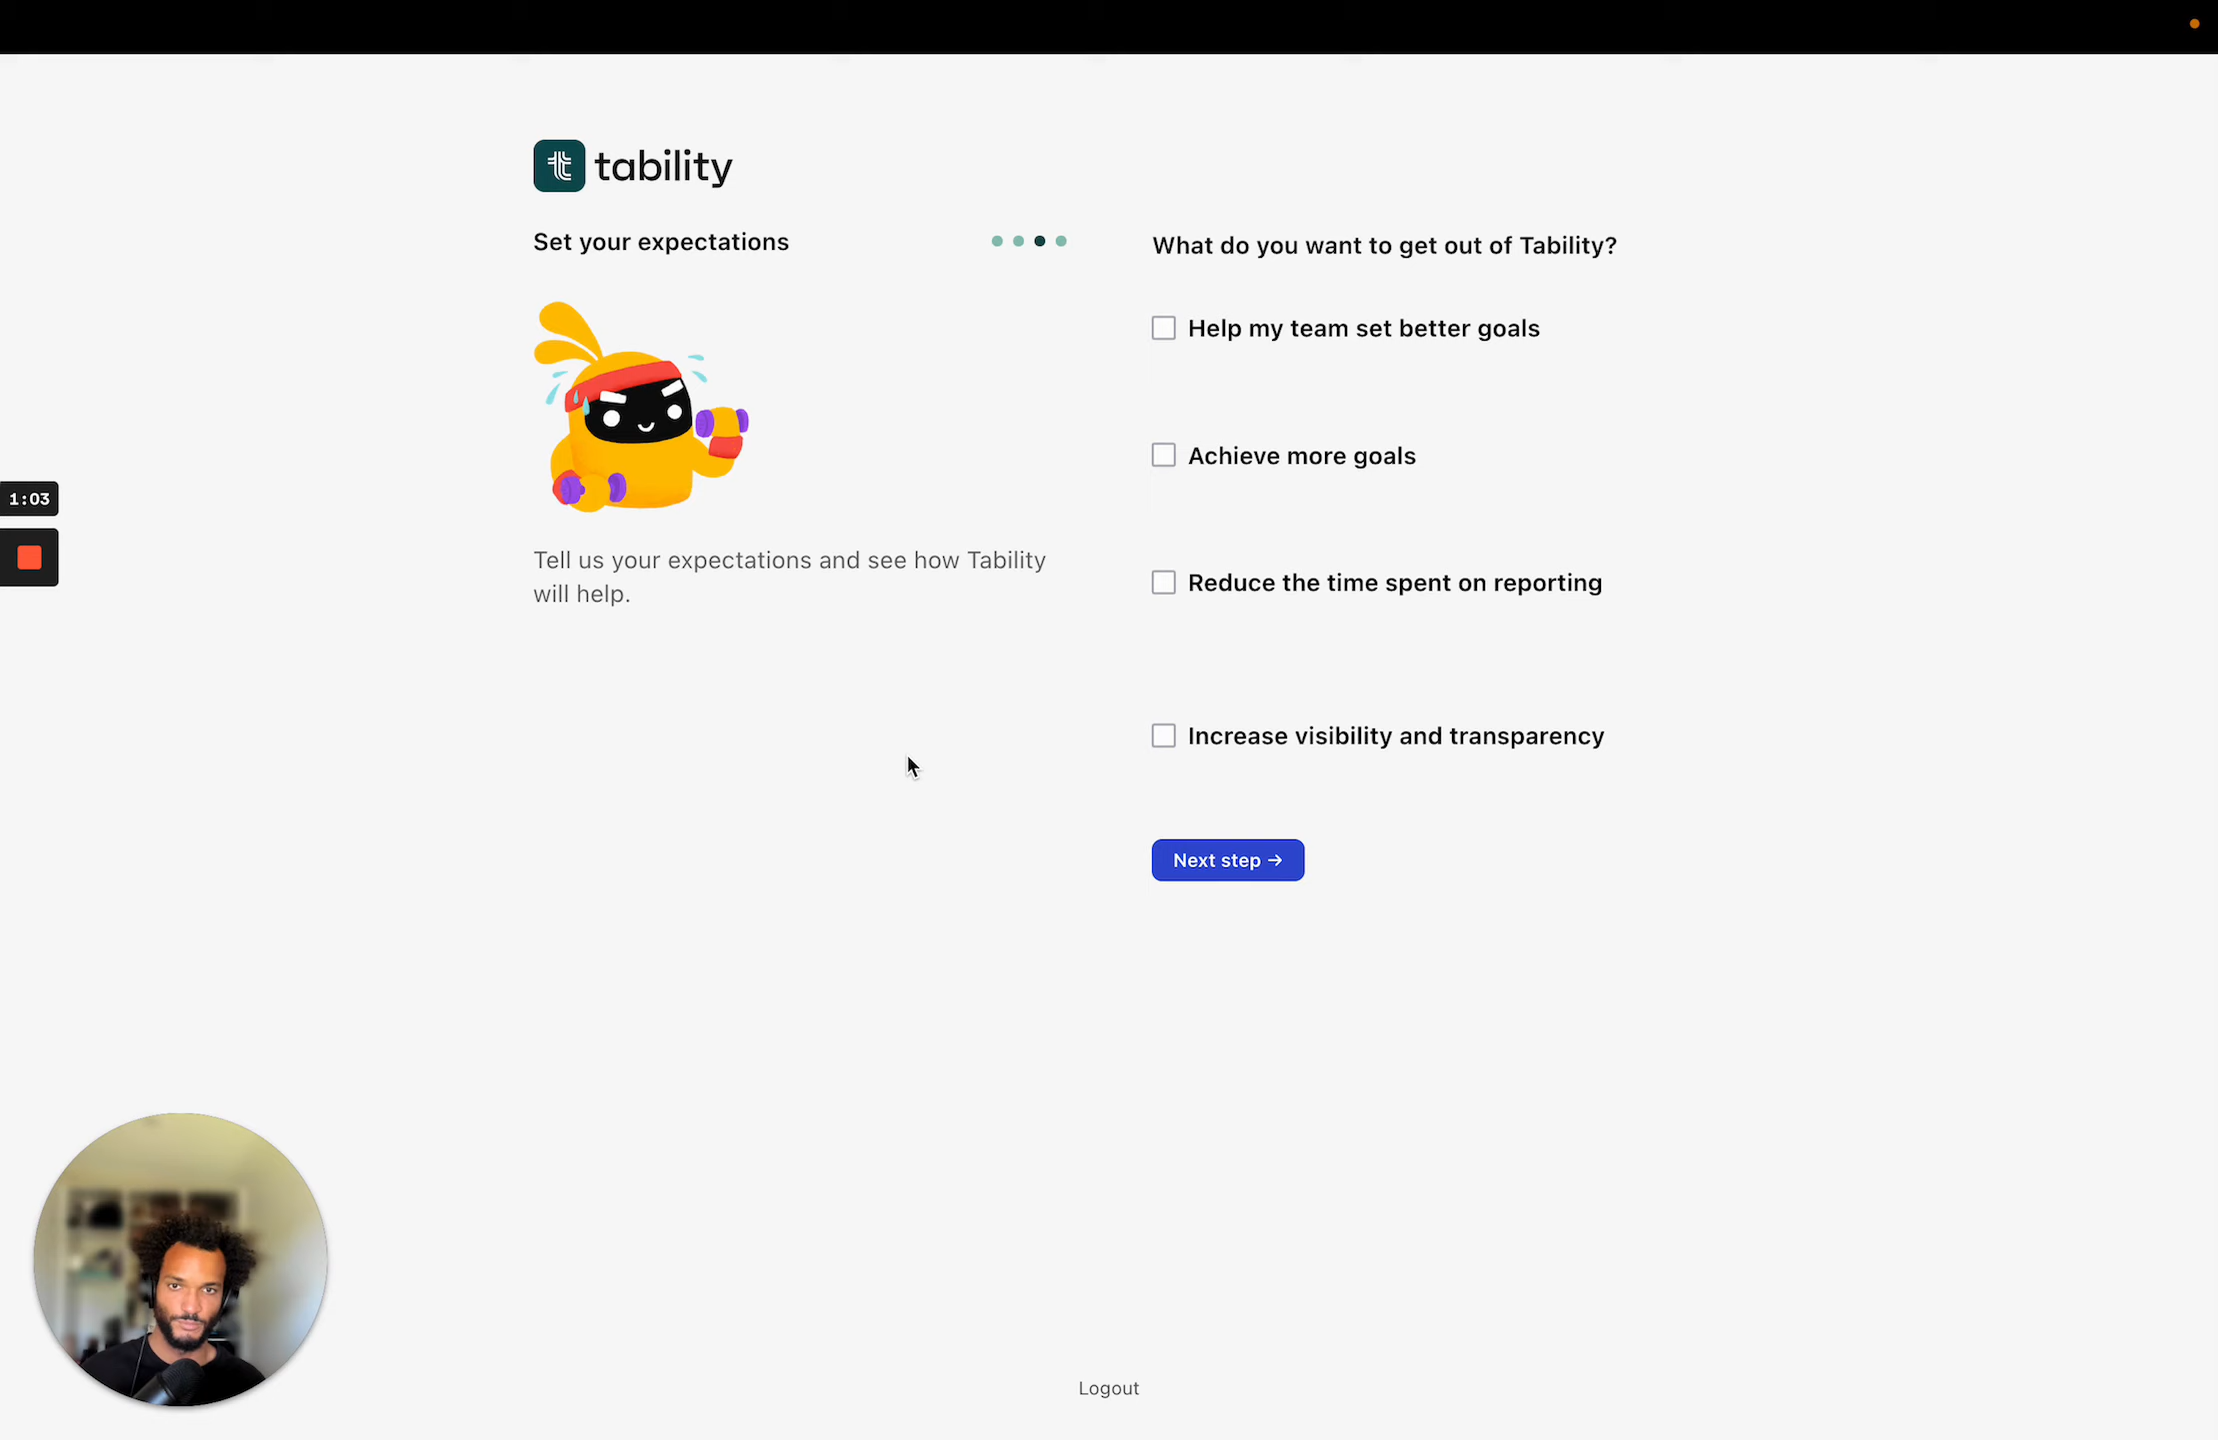 tability
Set your expectations
Tell us your expectations and see how Tability
will help.
What do you want to get out of Tability?
Help my team set better goals
Achieve more goals
Reduce the time spent on reporting
Increase visibility and transparency
Next step →
1:03
Logout